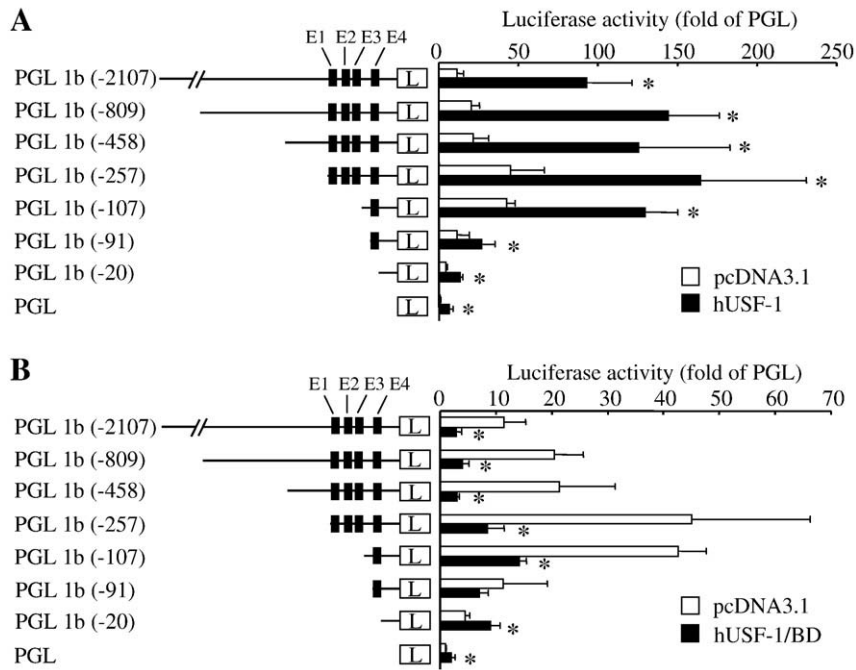 A
Luciferase activity (fold of PGL)
E1 E2 E3 E4
0 50 100 150 200 250
PGL 1b (-2107) L *
PGL 1b (-809) L *
PGL 1b (-458) L *
PGL 1b (-257) L *
PGL 1b (-107) L *
PGL 1b (-91) L *
PGL 1b (-20) L *
PGL L *
pcDNA3.1
hUSF-1
B
Luciferase activity (fold of PGL)
E1 E2 E3 E4
0 10 20 30 40 50 60 70
PGL 1b (-2107) L *
PGL 1b (-809) L *
PGL 1b (-458) L *
PGL 1b (-257) L *
PGL 1b (-107) L *
PGL 1b (-91) L
PGL 1b (-20) L *
PGL L *
pcDNA3.1
hUSF-1/BD